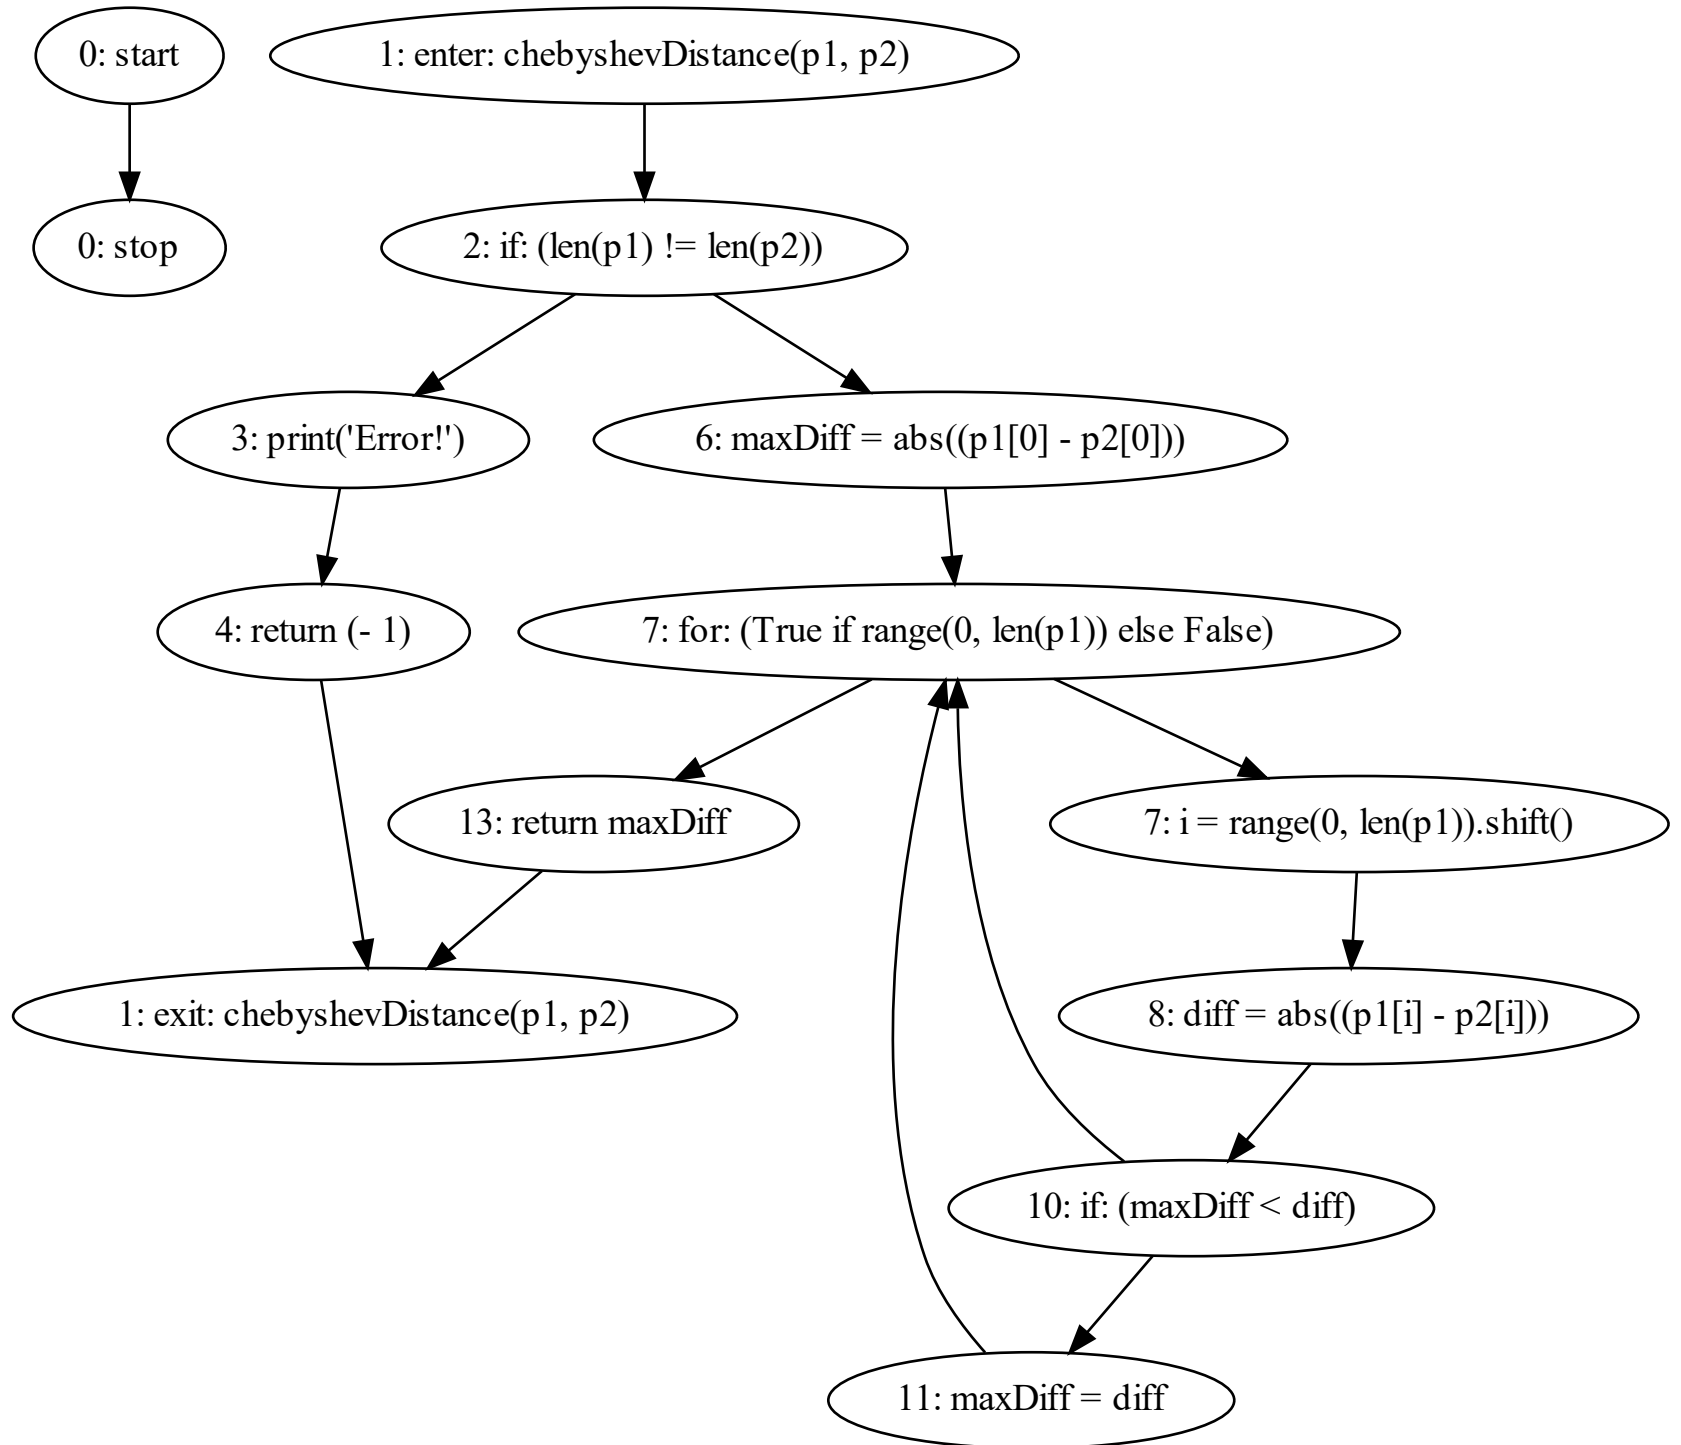 0: start
1: enter: chebyshevDistance(p1, p2)
0: stop
2: if: (len(p1) != len(p2))
3: print('Error!')
6: maxDiff = abs((p1[0] - p2[0]))
4: return (- 1)
7: for: (True if range(0, len(p1)) else False)
13: return maxDiff
7: i = range(0, len(p1)).shift()
1: exit: chebyshevDistance(p1, p2)
8: diff = abs((p1[i] - p2[i]))
10: if: (maxDiff < diff)
11: maxDiff = diff